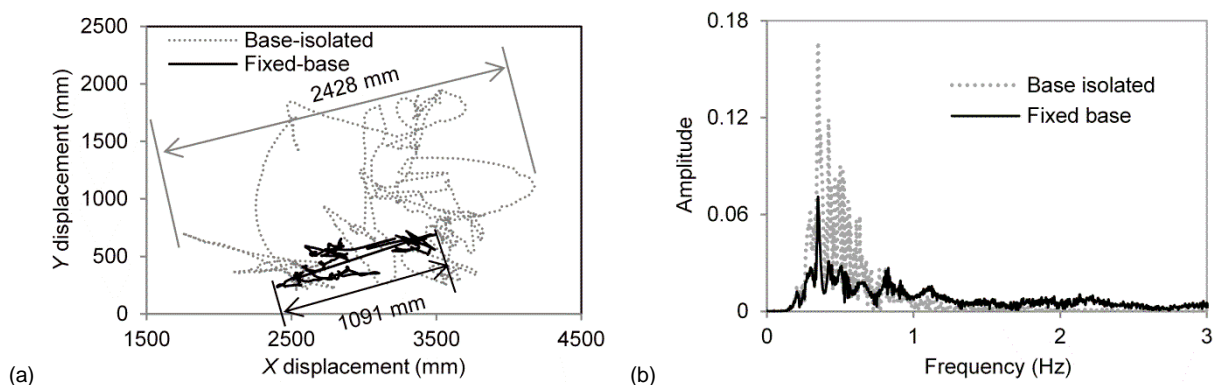 2500
2000
1500
1000
500
0
Y displacement (mm)
Base-isolated
Fixed-base
2428 mm
1091 mm
1500 2500 3500 4500
X displacement (mm)
(a)
0.18
0.12
0.06
0
Amplitude
Base isolated
Fixed base
0 1 2 3
Frequency (Hz)
(b)